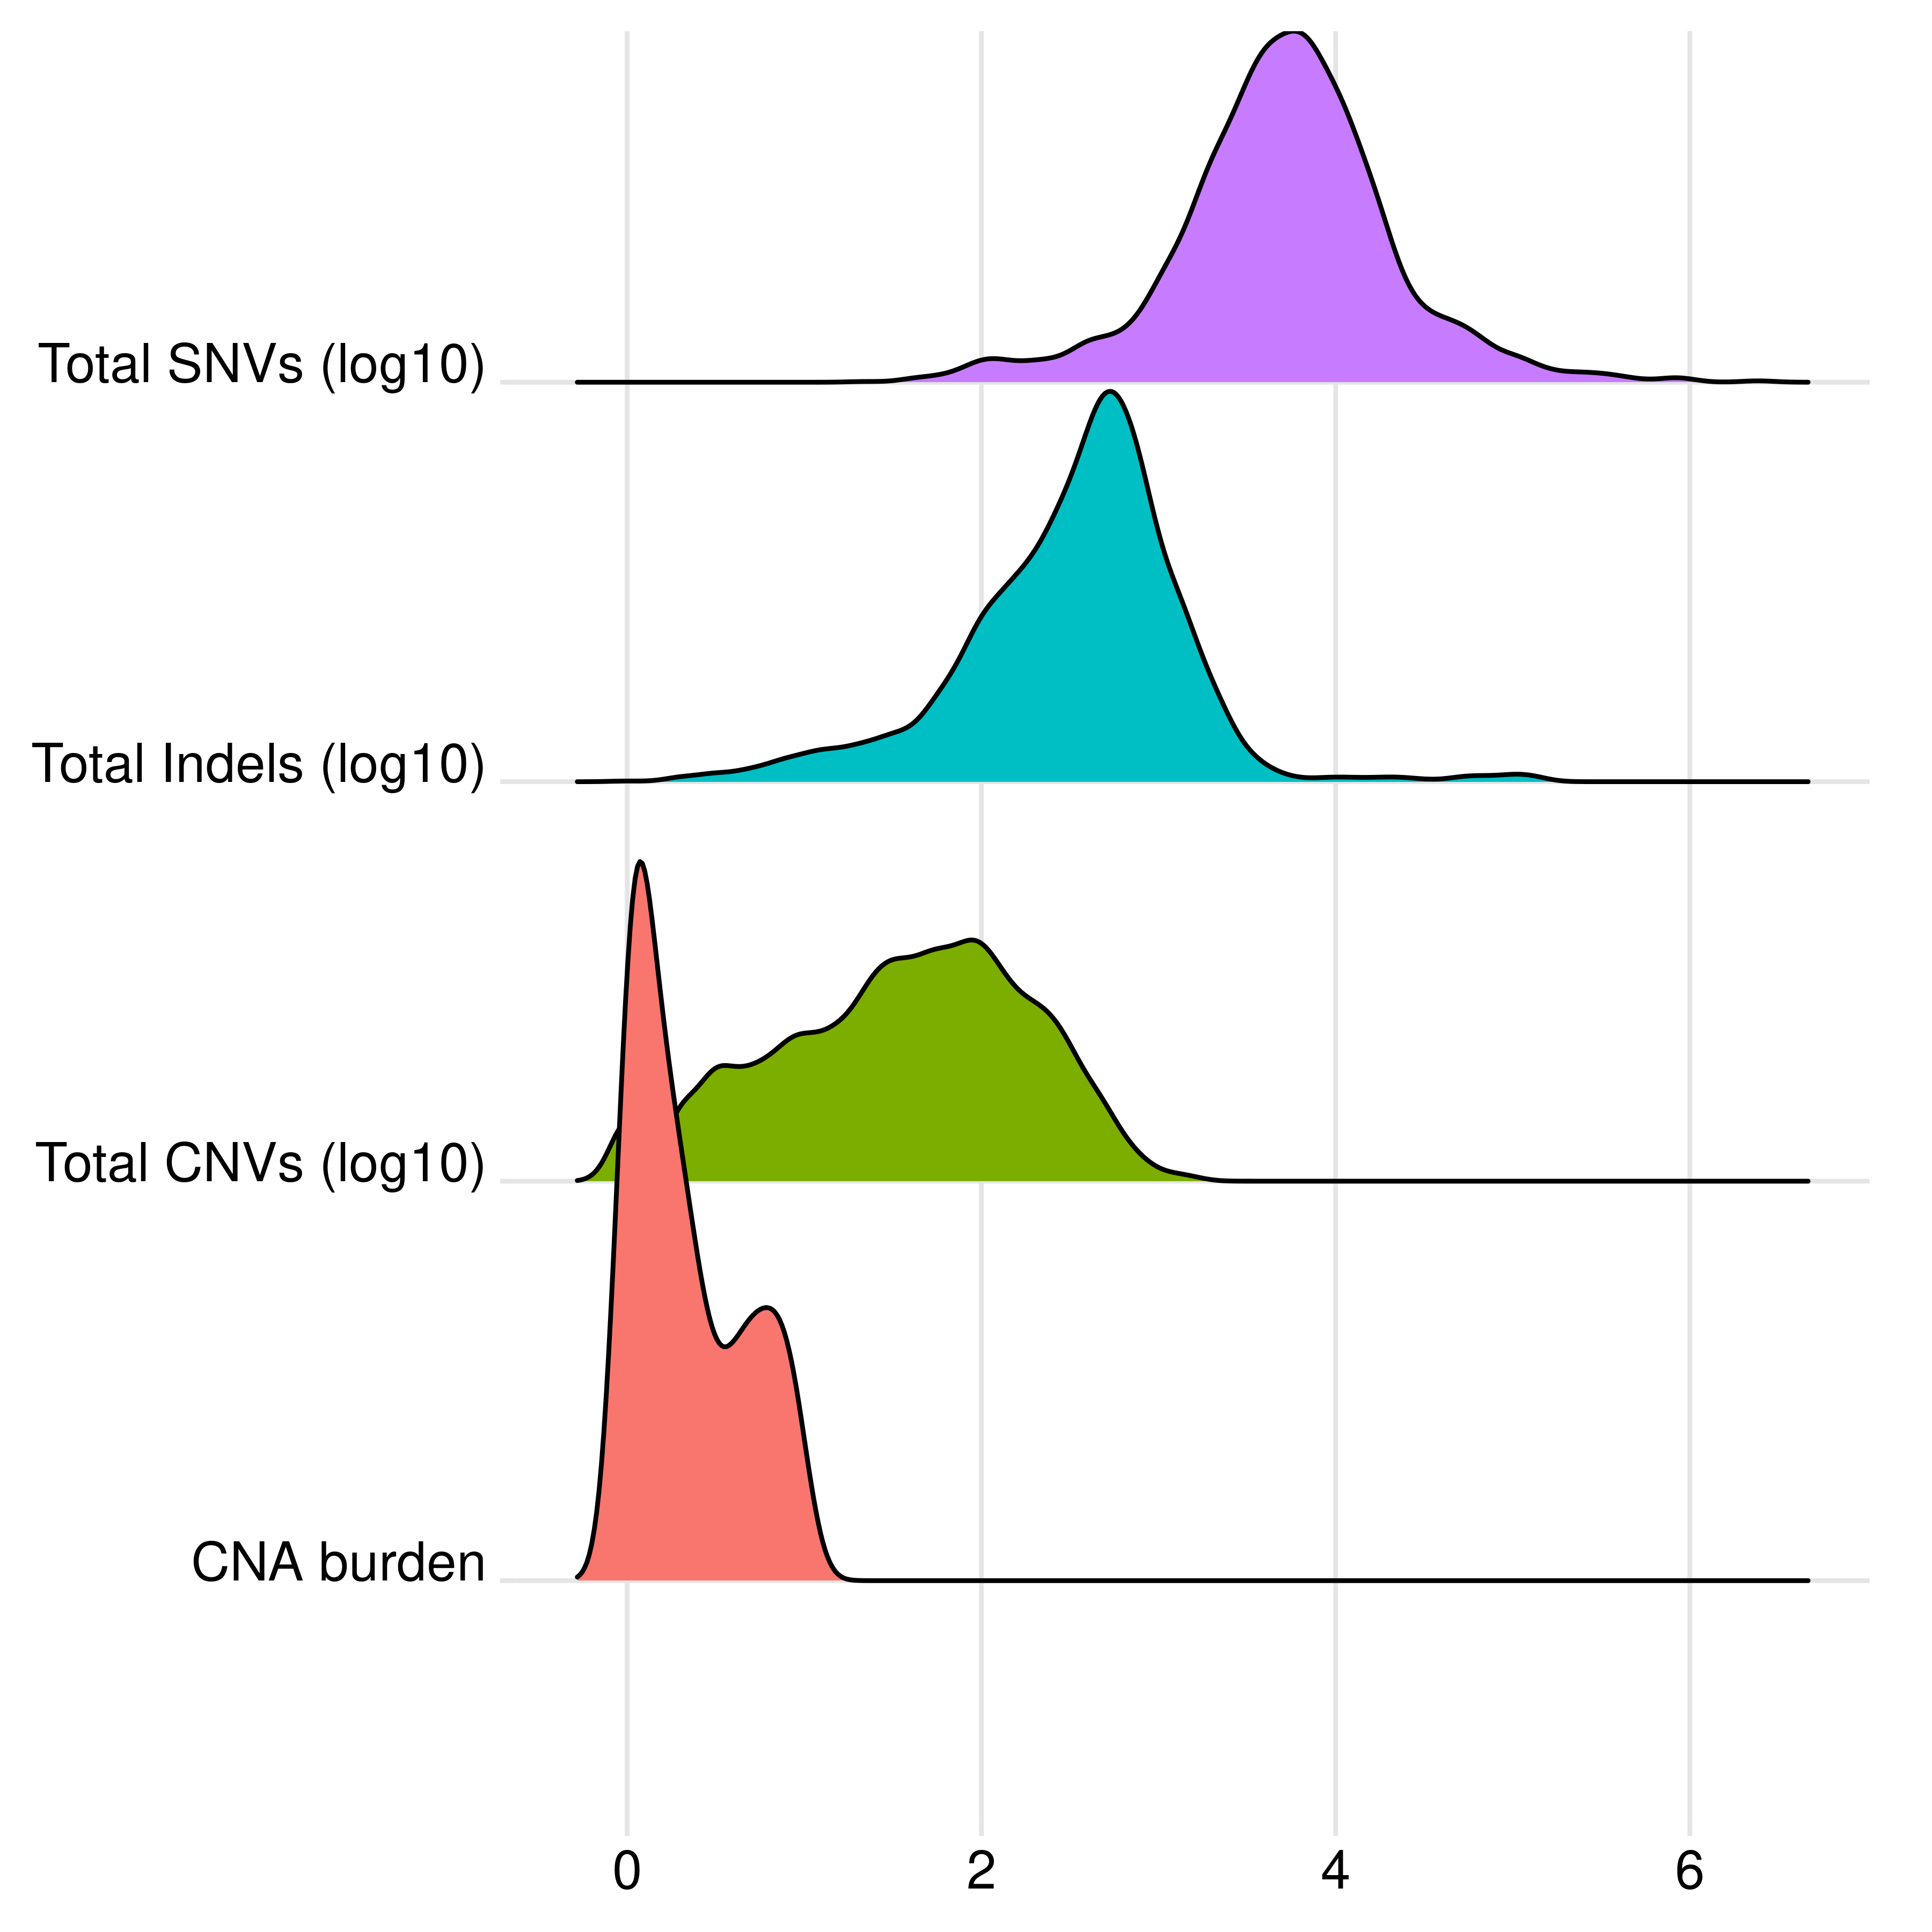 Total SNVs (log10)
Total Indels (log10)
Total CNVs (log10)
CNA burden
0 2 4 6